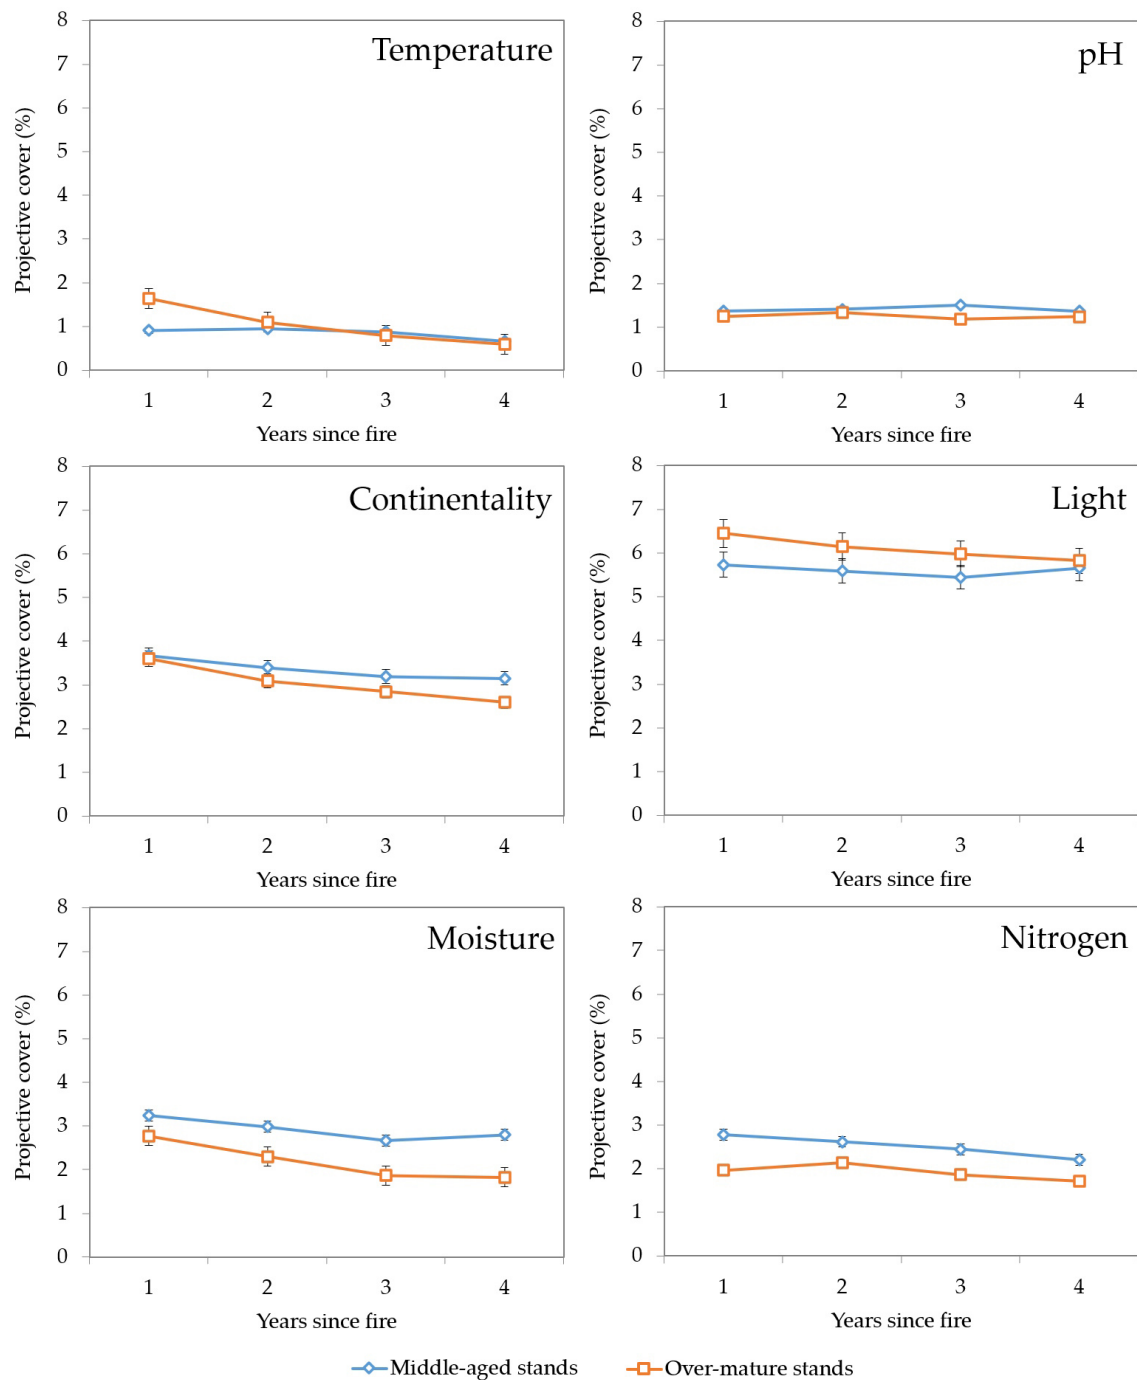 Temperature
Projective cover (%)
8
7
6
5
4
3
2
1
0
1 2 3 4
Years since fire
pH
Projective cover (%)
8
7
6
5
4
3
2
1
0
1 2 3 4
Years since fire
Continentality
Projective cover (%)
8
7
6
5
4
3
2
1
0
1 2 3 4
Years since fire
Light
Projective cover (%)
8
7
6
5
4
3
2
1
0
1 2 3 4
Years since fire
Moisture
Projective cover (%)
8
7
6
5
4
3
2
1
0
1 2 3 4
Years since fire
Nitrogen
Projective cover (%)
8
7
6
5
4
3
2
1
0
1 2 3 4
Years since fire
Middle-aged stands Over-mature stands